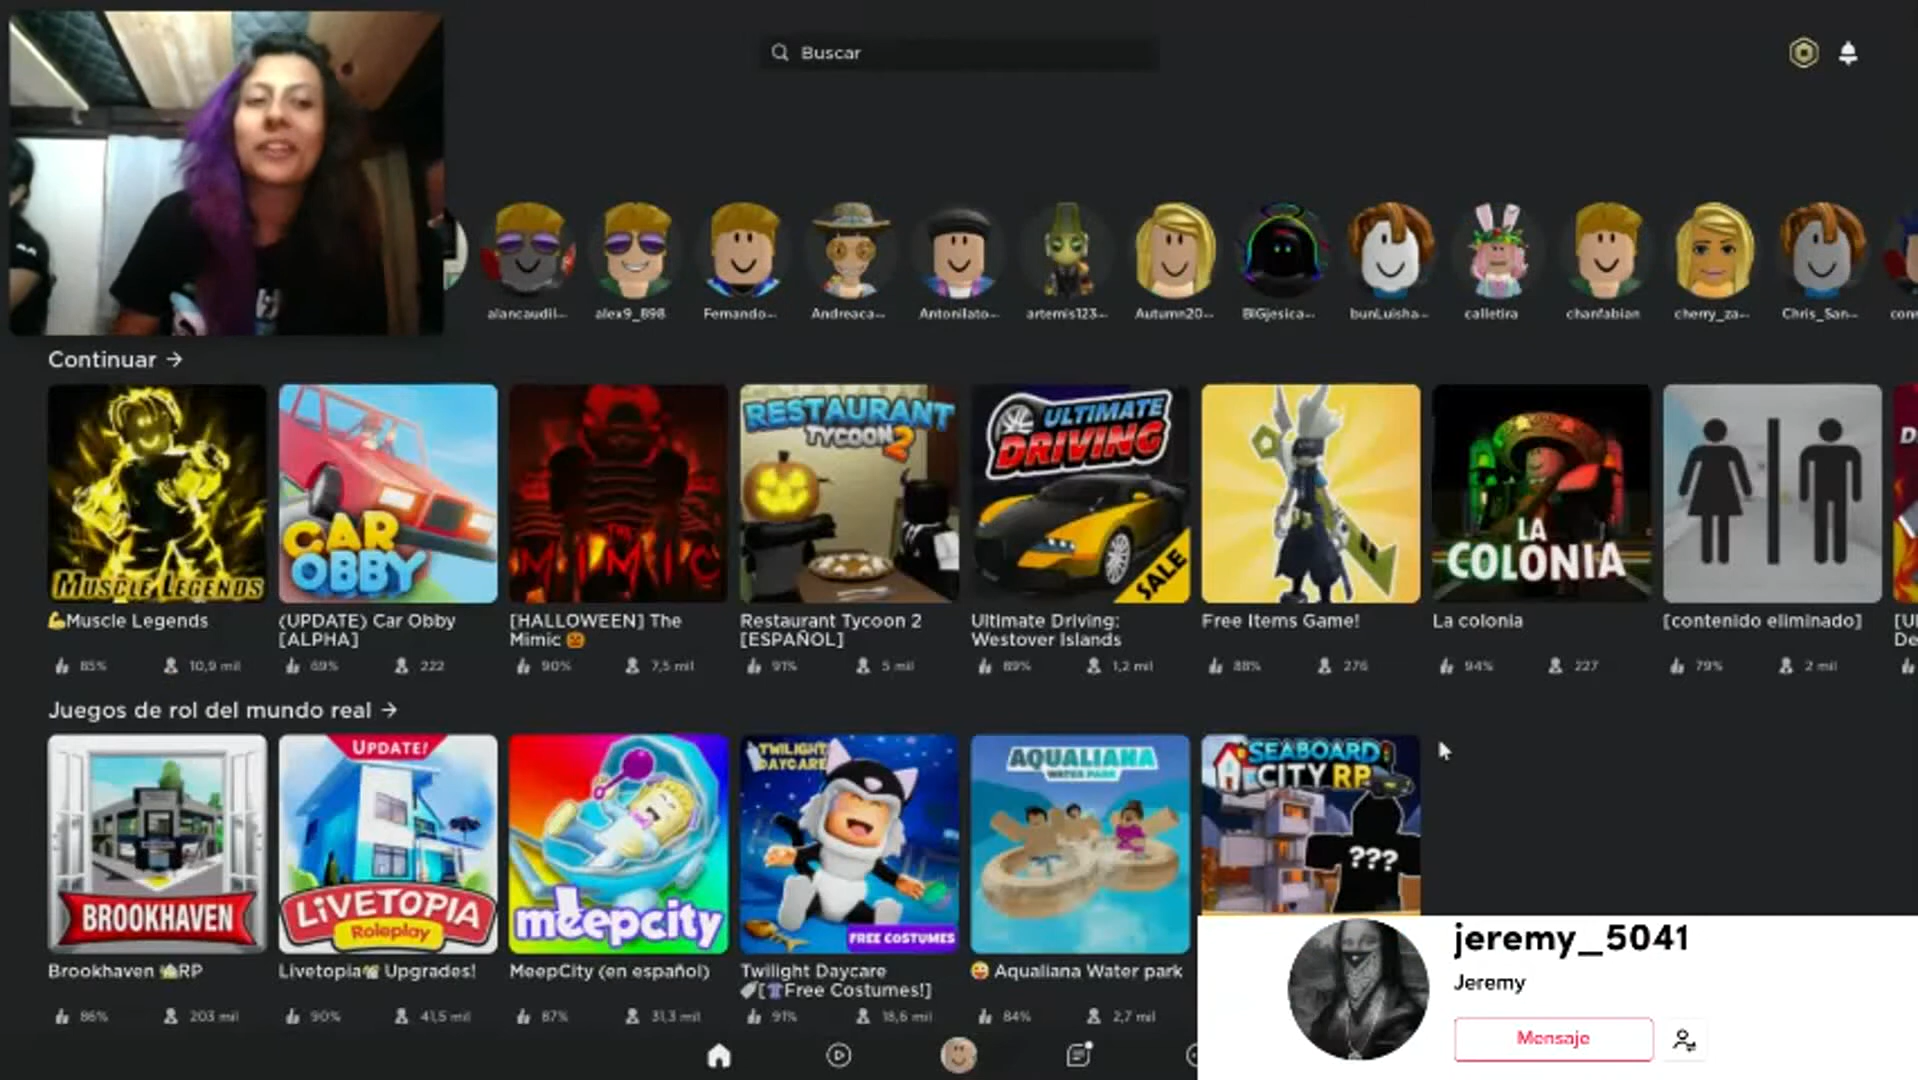 Buscar
alancaudil...
alex9_898
Fernando...
Andreaca...
Antonilato...
artemis123...
Autumn20...
BIGjesica...
bunLuisha...
calletira
chanfabian
cherry_za...
Chris_San...
Continuar →
MUSCLE LEGENDS
CAR OBBY
THE MIMIC
RESTAURANT TYCOON 2
ULTIMATE DRIVING
SALE
LA COLONIA
💪Muscle Legends
(UPDATE) Car Obby [ALPHA]
[HALLOWEEN] The Mimic 🎃
Restaurant Tycoon 2 [ESPAÑOL]
Ultimate Driving: Westover Islands
Free Items Game!
La colonia
[contenido eliminado]
85% 10,9 mil
69% 222
90% 7,5 mil
91% 5 mil
89% 1,2 mil
88% 276
94% 227
79% 2 mil
Juegos de rol del mundo real →
BROOKHAVEN
UPDATE!
LIVETOPIA
Roleplay
meepcity
TWILIGHT DAYCARE
FREE COSTUMES
AQUALIANA
WATER PARK
SEABOARD CITY RP
???
Brookhaven 🏡RP
Livetopia Upgrades!
MeepCity (en español)
Twilight Daycare [Free Costumes!]
😜 Aqualiana Water park
86% 203 mil
90% 41,5 mil
87% 31,3 mil
91% 18,6 mil
84% 2,7 mil
jeremy_5041
Jeremy
Mensaje